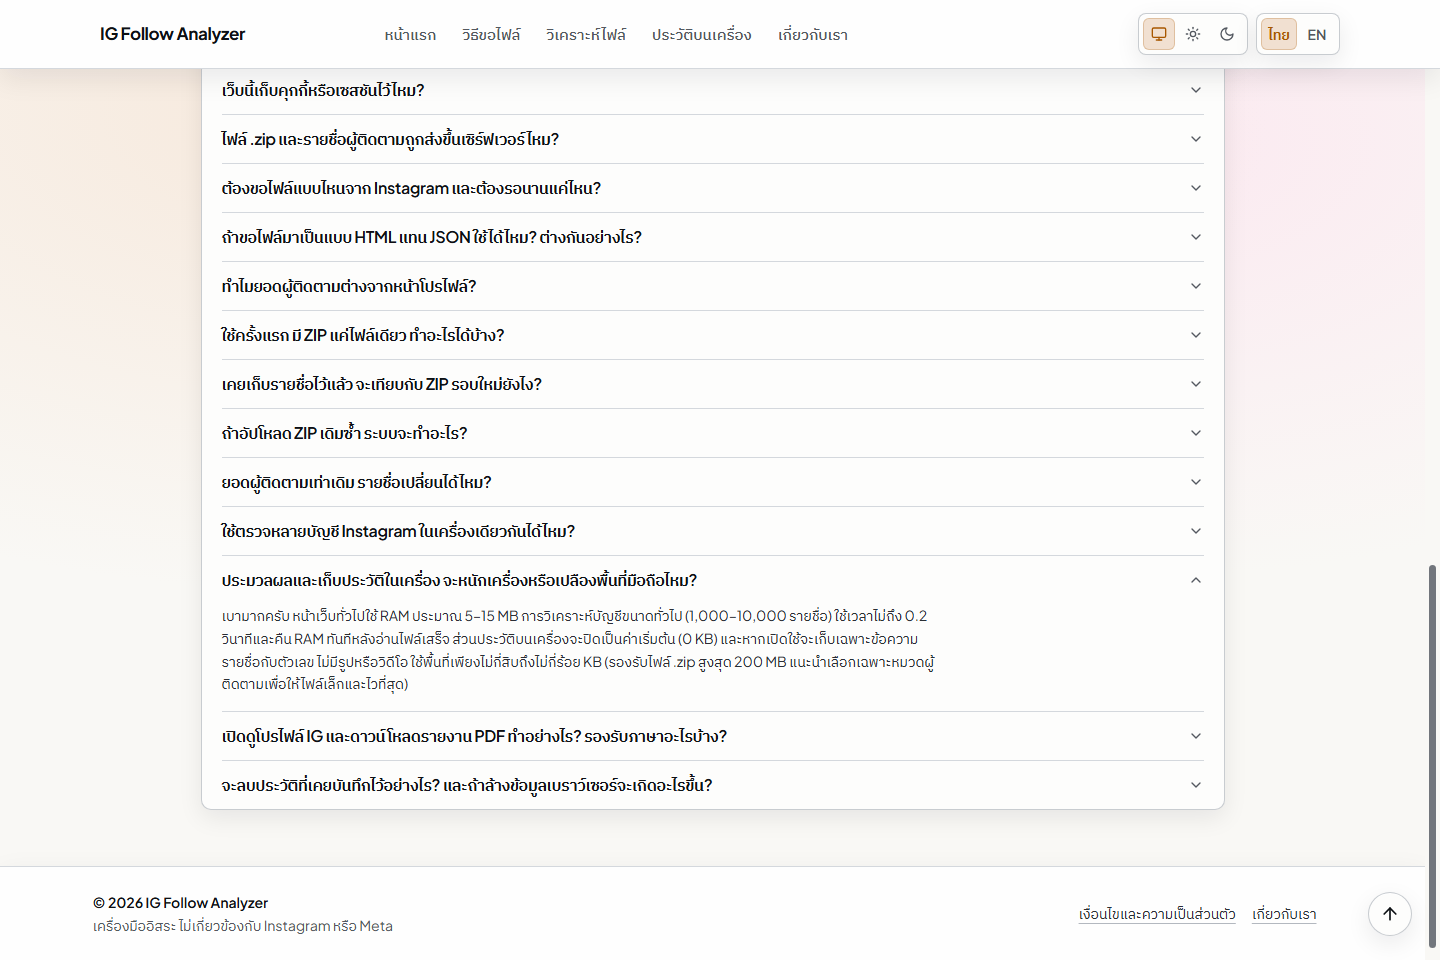 IG Follow Analyzer
หน้าแรก
วิธีขอไฟล์
วิเคราะห์ไฟล์
ประวัติบนเครื่อง
เกี่ยวกับเรา
ไทย
EN
เว็บนี้เก็บคุกกี้หรือเซสชันไว้ไหม?
ไฟล์ .zip และรายชื่อผู้ติดตามถูกส่งขึ้นเซิร์ฟเวอร์ไหม?
ต้องขอไฟล์แบบไหนจาก Instagram และต้องรอนานแค่ไหน?
ถ้าขอไฟล์มาเป็นแบบ HTML แทน JSON ใช้ได้ไหม? ต่างกันอย่างไร?
ทำไมยอดผู้ติดตามต่างจากหน้าโปรไฟล์?
ใช้ครั้งแรก มี ZIP แค่ไฟล์เดียว ทำอะไรได้บ้าง?
เคยเก็บรายชื่อไว้แล้ว จะเทียบกับ ZIP รอบใหม่ยังไง?
ถ้าอัปโหลด ZIP เดิมซ้ำ ระบบจะทำอะไร?
ยอดผู้ติดตามเท่าเดิม รายชื่อเปลี่ยนได้ไหม?
ใช้ตรวจหลายบัญชี Instagram ในเครื่องเดียวกันได้ไหม?
ประมวลผลและเก็บประวัติในเครื่อง จะหนักเครื่องหรือเปลืองพื้นที่มือถือไหม?
เบามากครับ หน้าเว็บทั่วไปใช้ RAM ประมาณ 5–15 MB การวิเคราะห์บัญชีขนาดทั่วไป (1,000–10,000 รายชื่อ) ใช้เวลาไม่ถึง 0.2
วินาทีและคืน RAM ทันทีหลังอ่านไฟล์เสร็จ ส่วนประวัติบนเครื่องจะปิดเป็นค่าเริ่มต้น (0 KB) และหากเปิดใช้จะเก็บเฉพาะข้อความ
รายชื่อกับตัวเลข ไม่มีรูปหรือวิดีโอ ใช้พื้นที่เพียงไม่กี่สิบถึงไม่กี่ร้อย KB (รองรับไฟล์ .zip สูงสุด 200 MB แนะนำเลือกเฉพาะหมวดผู้
ติดตามเพื่อให้ไฟล์เล็กและไวที่สุด)
เปิดดูโปรไฟล์ IG และดาวน์โหลดรายงาน PDF ทำอย่างไร? รองรับภาษาอะไรบ้าง?
จะลบประวัติที่เคยบันทึกไว้อย่างไร? และถ้าล้างข้อมูลเบราว์เซอร์จะเกิดอะไรขึ้น?
© 2026 IG Follow Analyzer
เครื่องมืออิสระ ไม่เกี่ยวข้องกับ Instagram หรือ Meta
เงื่อนไขและความเป็นส่วนตัว
เกี่ยวกับเรา